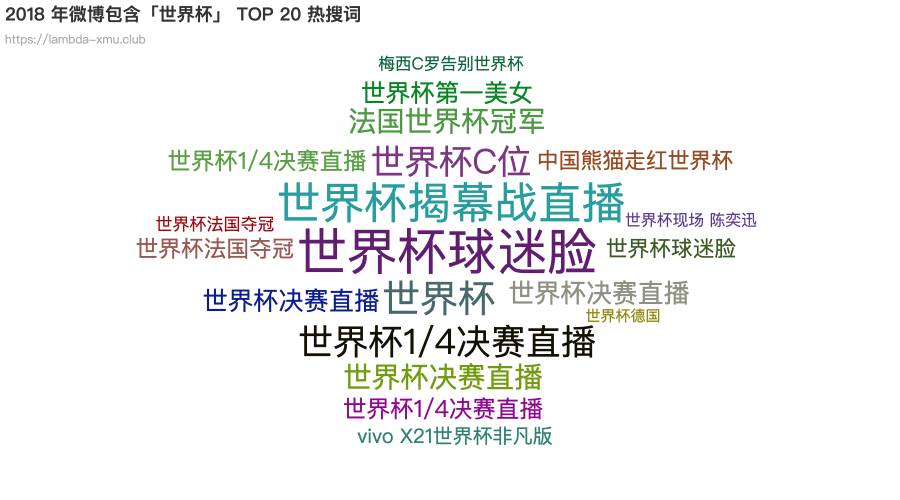 2018 年微博包含「世界杯」 TOP 20 热搜词
https://lambda-xmu.club
梅西C罗告别世界杯
世界杯第一美女
法国世界杯冠军
世界杯1/4决赛直播
世界杯C位
中国熊猫走红世界杯
世界杯揭幕战直播
世界杯法国夺冠
世界杯现场 陈奕迅
世界杯法国夺冠
世界杯球迷脸
世界杯球迷脸
世界杯决赛直播
世界杯
世界杯决赛直播
世界杯德国
世界杯1/4决赛直播
世界杯决赛直播
世界杯1/4决赛直播
vivo X21世界杯非凡版